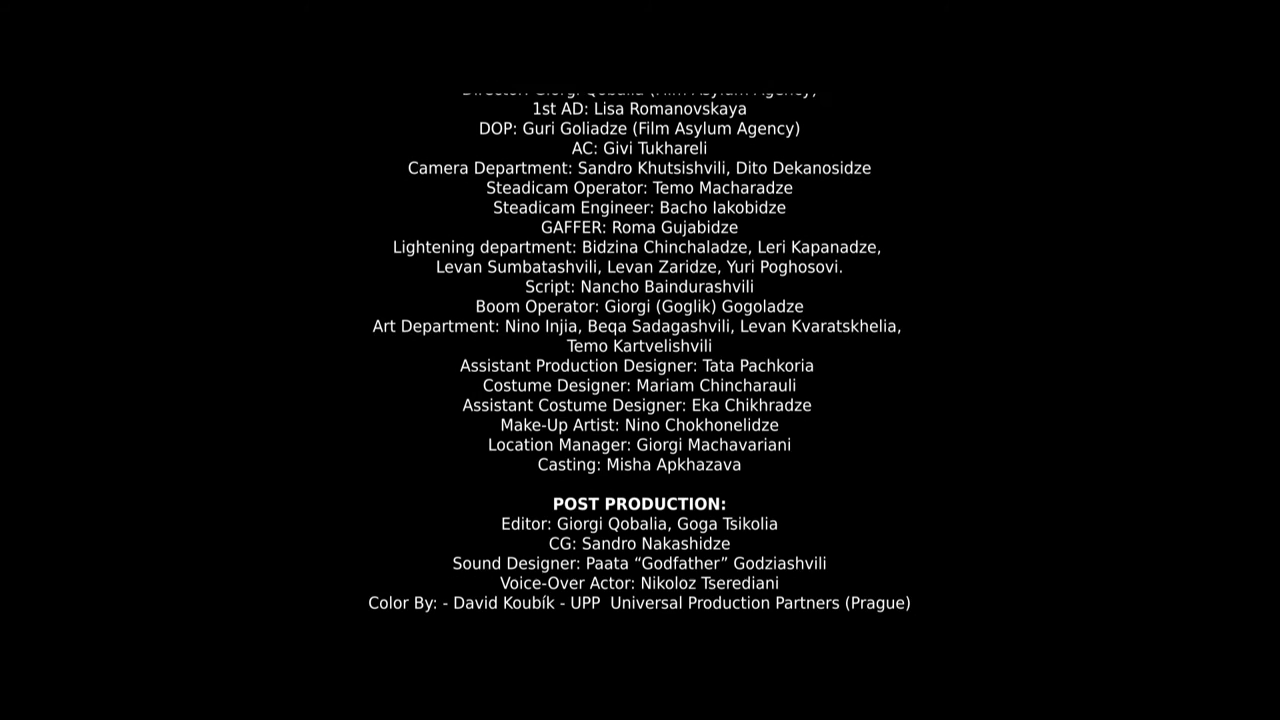 Director: Giorgi Qobalia (Film Asylum Agency)
1st AD: Lisa Romanovskaya
DOP: Guri Goliadze (Film Asylum Agency)
AC: Givi Tukhareli
Camera Department: Sandro Khutsishvili, Dito Dekanosidze
Steadicam Operator: Temo Macharadze
Steadicam Engineer: Bacho Iakobidze
GAFFER: Roma Gujabidze
Lightening department: Bidzina Chinchaladze, Leri Kapanadze,
Levan Sumbatashvili, Levan Zaridze, Yuri Poghosovi.
Script: Nancho Baindurashvili
Boom Operator: Giorgi (Goglik) Gogoladze
Art Department: Nino Injia, Beqa Sadagashvili, Levan Kvaratskhelia,
Temo Kartvelishvili
Assistant Production Designer: Tata Pachkoria
Costume Designer: Mariam Chincharauli
Assistant Costume Designer: Eka Chikhradze
Make-Up Artist: Nino Chokhonelidze
Location Manager: Giorgi Machavariani
Casting: Misha Apkhazava
POST PRODUCTION:
Editor: Giorgi Qobalia, Goga Tsikolia
CG: Sandro Nakashidze
Sound Designer: Paata “Godfather” Godziashvili
Voice-Over Actor: Nikoloz Tserediani
Color By: - David Koubík - UPP  Universal Production Partners (Prague)